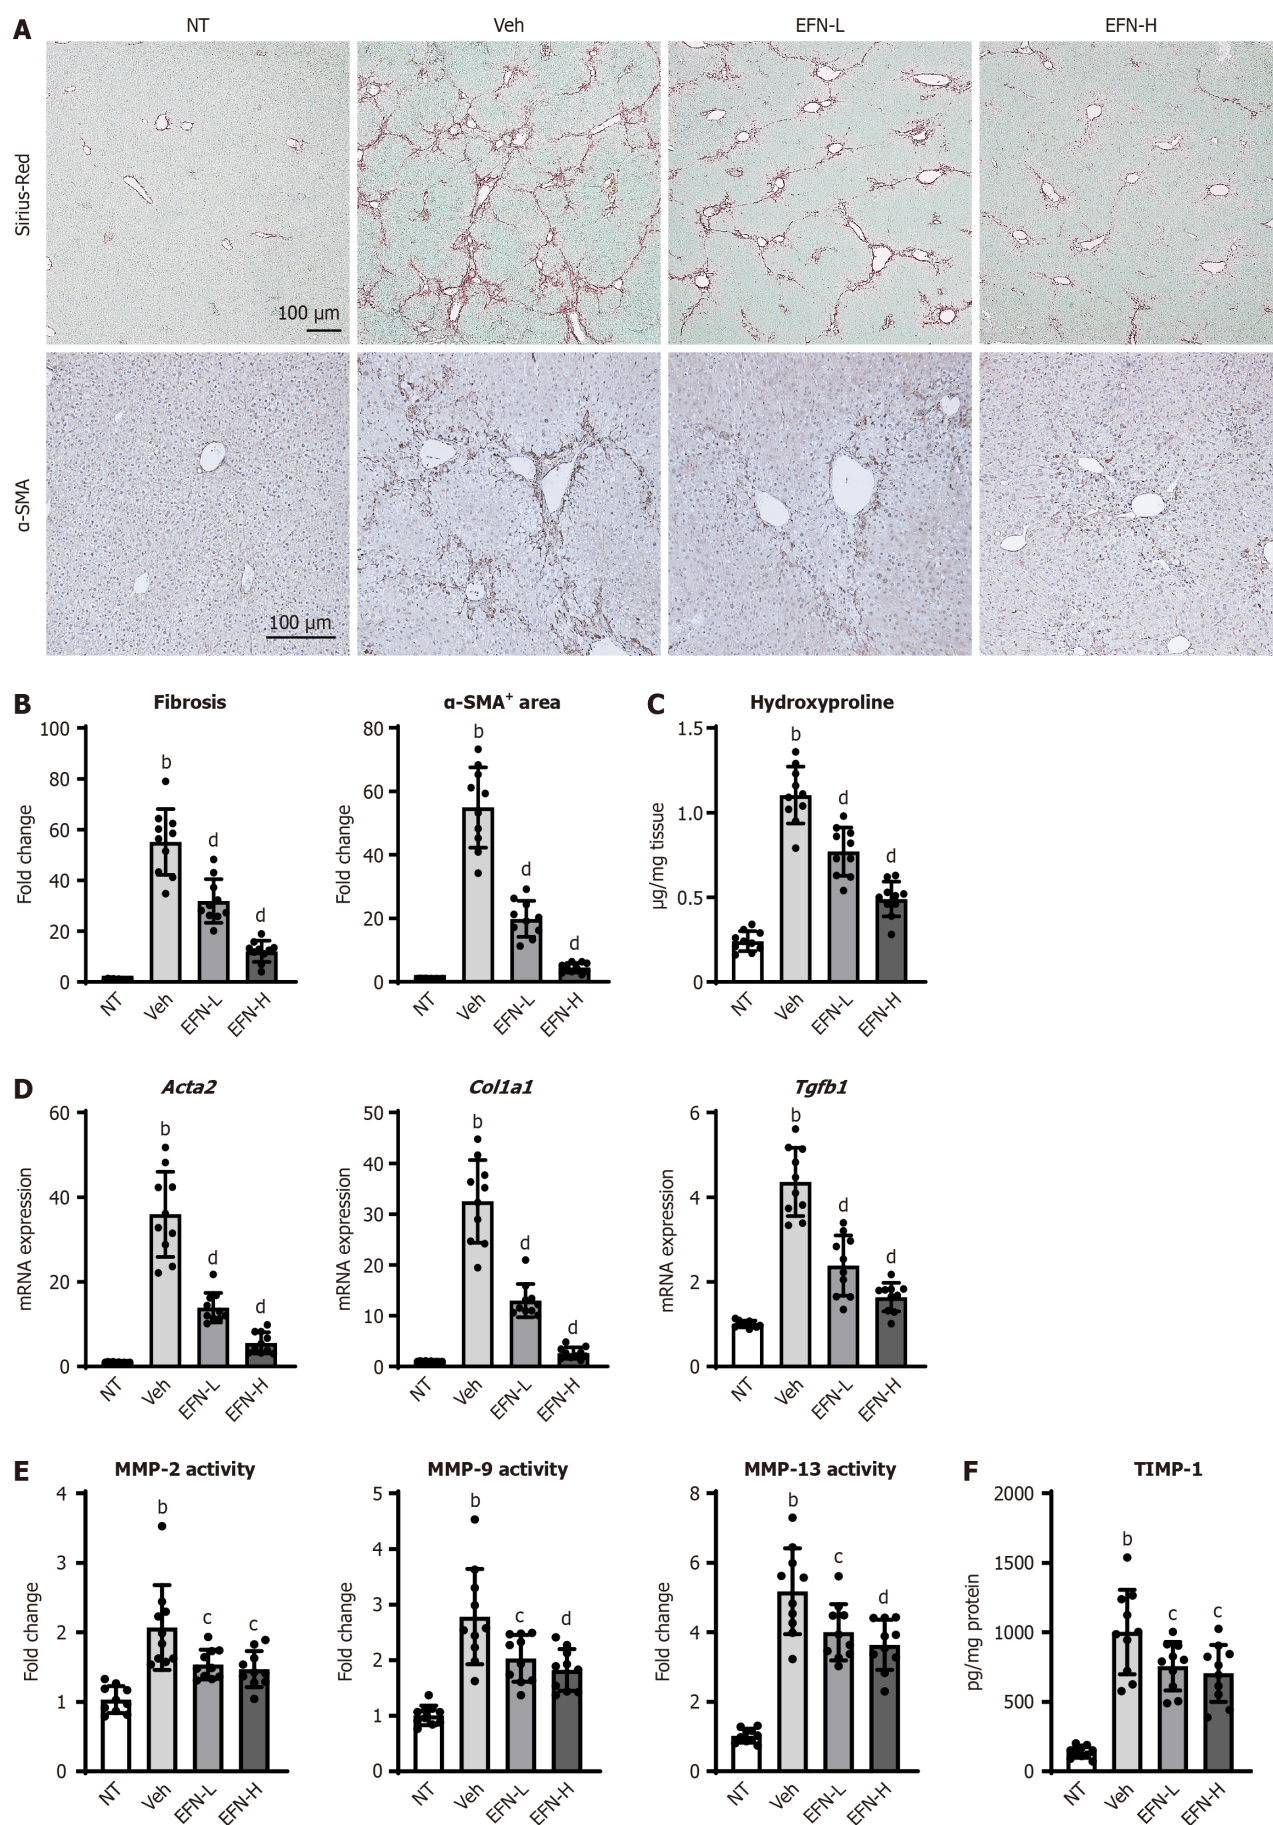 A
NT
Veh
EFN-L
EFN-H
Sirius-Red
100 µm
α-SMA
100 µm
B
Fibrosis
Fold change
100
80
60
40
20
0
b
d
d
NT
Veh
EFN-L
EFN-H
α-SMA+ area
Fold change
80
60
40
20
0
b
d
d
NT
Veh
EFN-L
EFN-H
C
Hydroxyproline
µg/mg tissue
1.5
1.0
0.5
0
b
d
d
NT
Veh
EFN-L
EFN-H
D
Acta2
mRNA expression
60
40
20
0
b
d
d
NT
Veh
EFN-L
EFN-H
Col1a1
mRNA expression
50
40
30
20
10
0
b
d
d
NT
Veh
EFN-L
EFN-H
Tgfb1
mRNA expression
6
4
2
0
b
d
d
NT
Veh
EFN-L
EFN-H
E
MMP-2 activity
Fold change
4
3
2
1
0
b
c
c
NT
Veh
EFN-L
EFN-H
MMP-9 activity
Fold change
5
4
3
2
1
0
b
c
d
NT
Veh
EFN-L
EFN-H
MMP-13 activity
Fold change
8
6
4
2
0
b
c
d
NT
Veh
EFN-L
EFN-H
F
TIMP-1
pg/mg protein
2000
1500
1000
500
0
b
c
c
NT
Veh
EFN-L
EFN-H